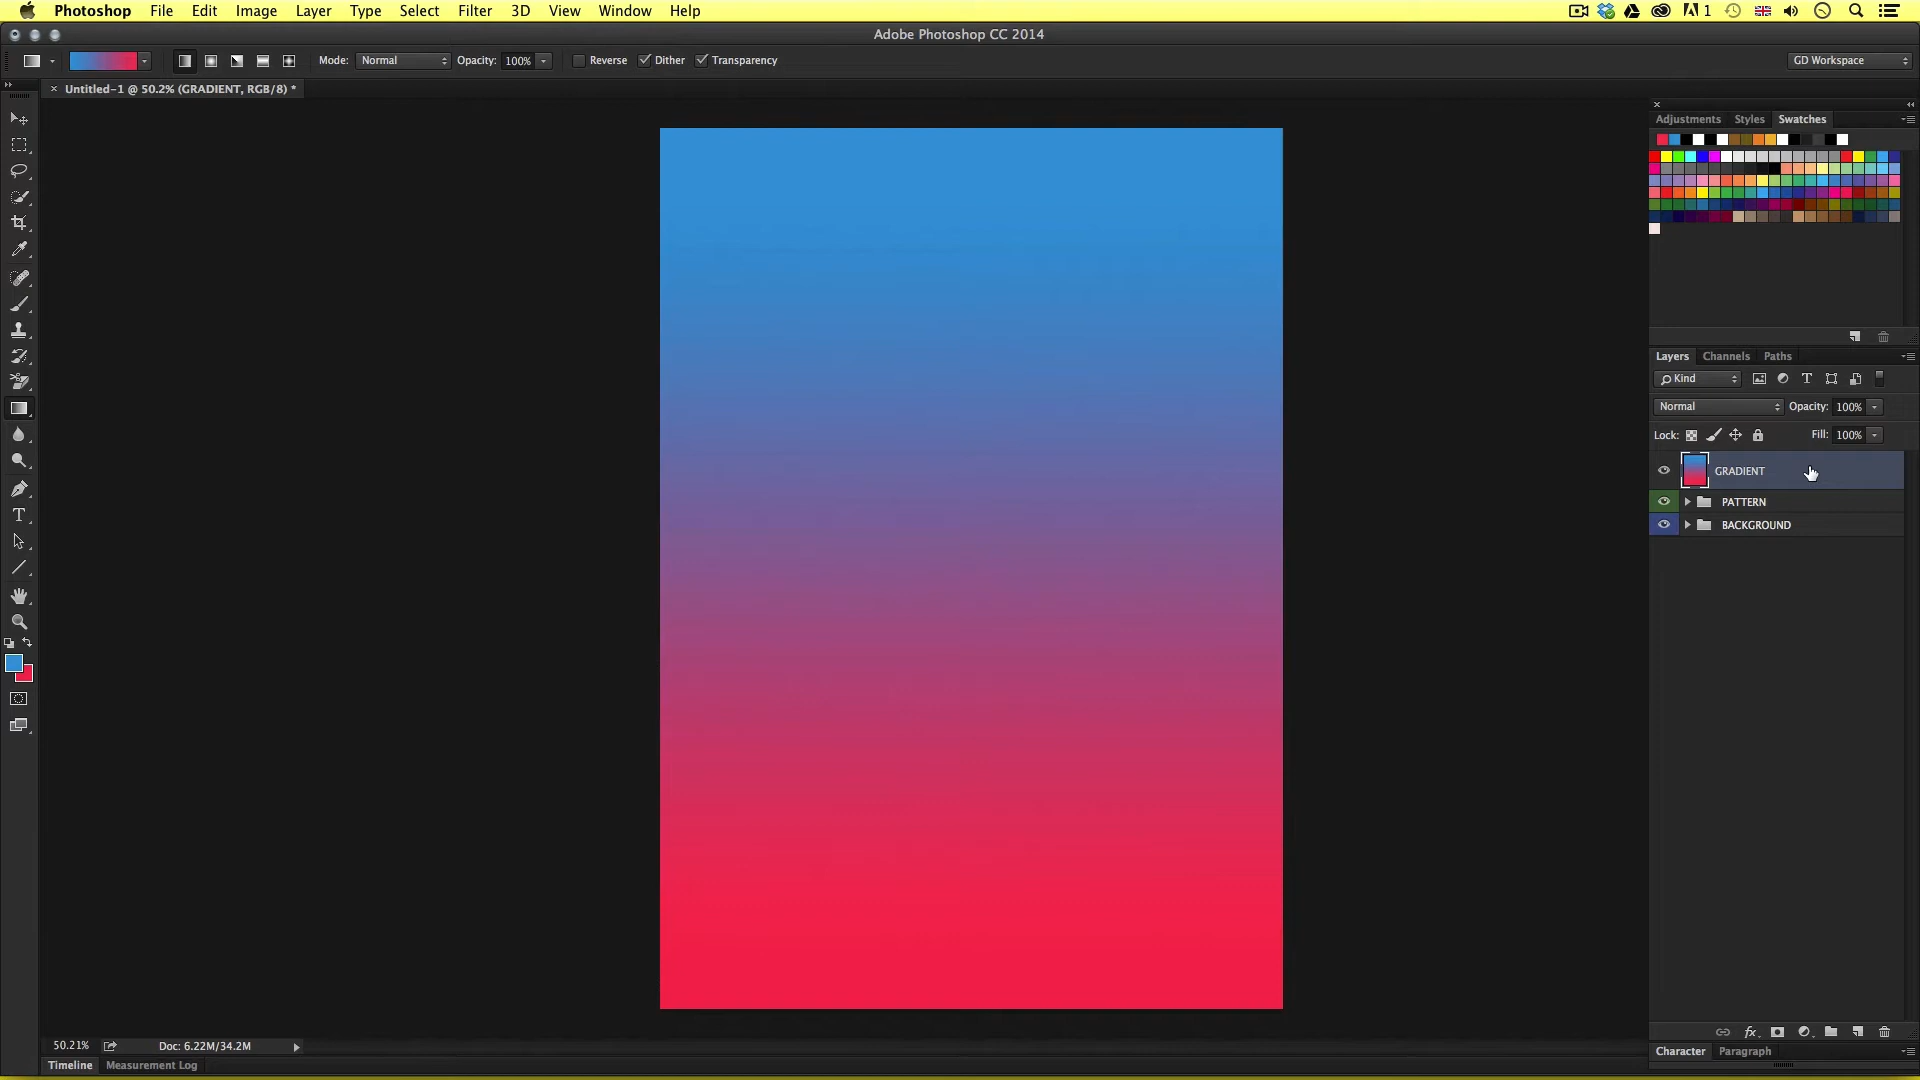 Photoshop File Edit Image Layer Type Select Filter 3D View Window Help 1
Adobe Photoshop CC 2014
Mode: Normal Opacity: 100% Reverse Dither Transparency GD Workspace
Untitled-1 @ 50.2% (GRADIENT, RGB/8) *
Adjustments Styles Swatches
Layers Channels Paths
Kind
Normal Opacity: 100%
Lock: Fill: 100%
GRADIENT
PATTERN
BACKGROUND
50.21% Doc: 6.22M/34.2M
Timeline Measurement Log
Character Paragraph